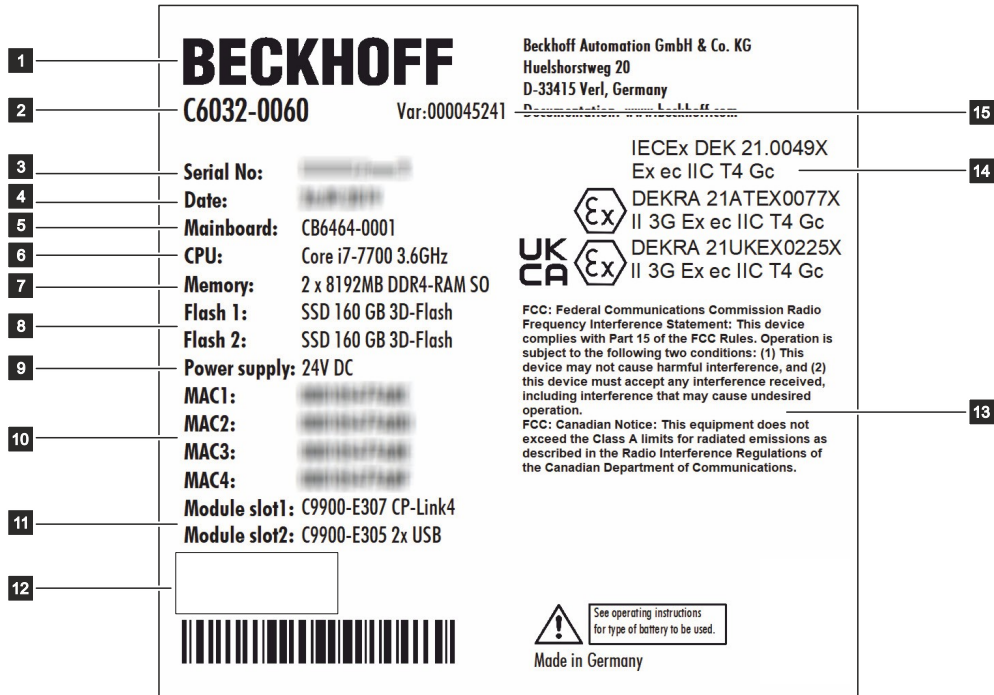 1
BECKHOFF
2
C6032-0060
Var:000045241
15
Beckhoff Automation GmbH & Co. KG
Huelshorstweg 20
D-33415 Verl, Germany
Documentation: www.beckhoff.com
3
Serial No:
4
Date:
5
Mainboard: CB6464-0001
6
CPU: Core i7-7700 3.6GHz
7
Memory: 2 x 8192MB DDR4-RAM SO
8
Flash 1: SSD 160 GB 3D-Flash
Flash 2: SSD 160 GB 3D-Flash
9
Power supply: 24V DC
10
MAC1:
MAC2:
MAC3:
MAC4:
11
Module slot1: C9900-E307 CP-Link4
Module slot2: C9900-E305 2x USB
12
IECEx DEK 21.0049X
Ex ec IIC T4 Gc
14
Ex
DEKRA 21ATEX0077X
II 3G Ex ec IIC T4 Gc
UK
CA
Ex
DEKRA 21UKEX0225X
II 3G Ex ec IIC T4 Gc
FCC: Federal Communications Commission Radio
Frequency Interference Statement: This device
complies with Part 15 of the FCC Rules. Operation is
subject to the following two conditions: (1) This
device may not cause harmful interference, and (2)
this device must accept any interference received,
including interference that may cause undesired
operation.
13
FCC: Canadian Notice: This equipment does not
exceed the Class A limits for radiated emissions as
described in the Radio Interference Regulations of
the Canadian Department of Communications.
See operating instructions
for type of battery to be used.
Made in Germany